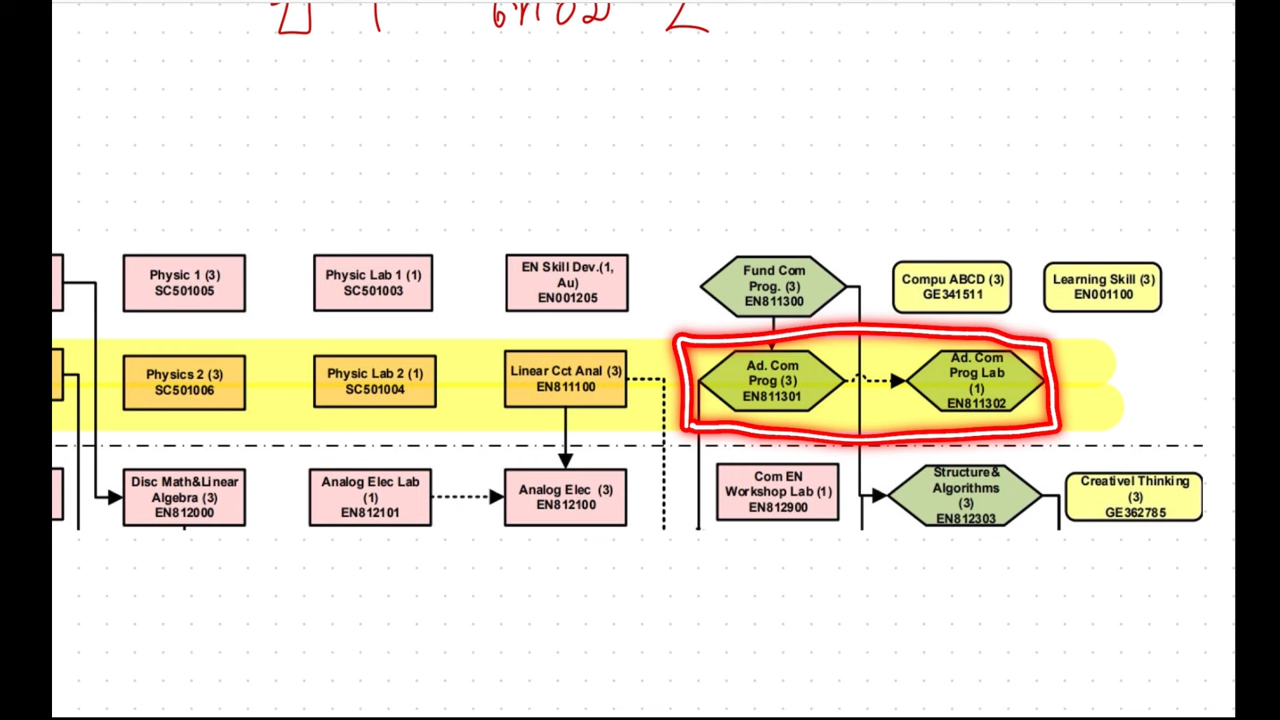 Physic 1 (3)
SC501005
Physic Lab 1 (1)
SC501003
EN Skill Dev.(1,
Au)
EN001205
Fund Com
Prog. (3)
EN811300
Compu ABCD (3)
GE341511
Learning Skill (3)
EN001100
Physics 2 (3)
SC501006
Physic Lab 2 (1)
SC501004
Linear Cct Anal (3)
EN811100
Ad. Com
Prog (3)
EN811301
Ad. Com
Prog Lab
(1)
EN811302
Disc Math&Linear
Algebra (3)
EN812000
Analog Elec Lab
(1)
EN812101
Analog Elec (3)
EN812100
Com EN
Workshop Lab (1)
EN812900
Structure&
Algorithms
(3)
EN812303
Creativel Thinking
(3)
GE362785